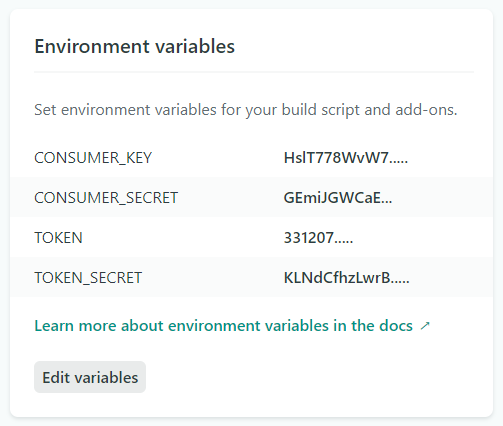 Environment variables
Set environment variables for your build script and add-ons.
CONSUMER_KEY HslT778WvW7.....
CONSUMER_SECRET GEmiJGWCaE...
TOKEN 331207.....
TOKEN_SECRET KLNdCfhzLwrB.....
Learn more about environment variables in the docs ↗
Edit variables